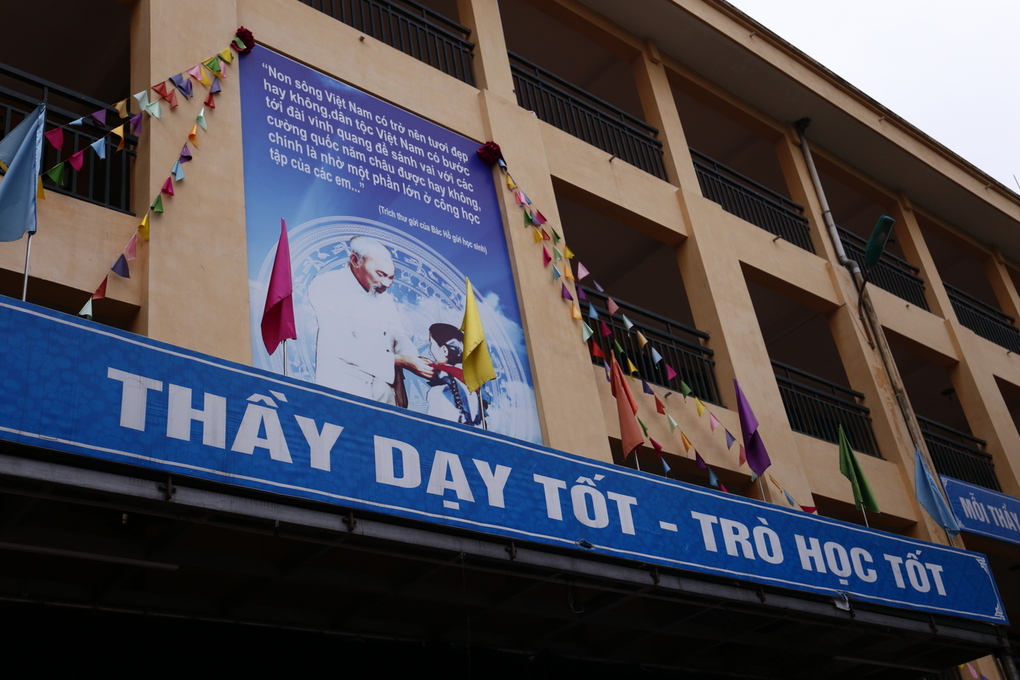 “Non sông Việt Nam có trở nên tươi đẹp
hay không,dân tộc Việt Nam có bước
tới đài vinh quang để sánh vai với các
cường quốc năm châu được hay không,
chính là nhờ một phần lớn ở công học
tập của các em...”
(Trích thư gửi của Bác Hồ gửi học sinh)
THẦY DẠY TỐT - TRÒ HỌC TỐT
MỖI THẦY